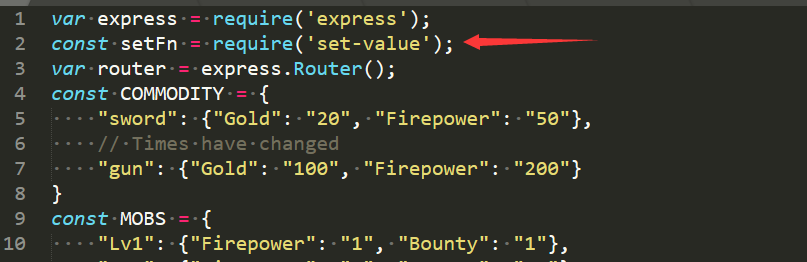 1 var express = require('express');
2 const setFn = require('set-value');
3 var router = express.Router();
4 const COMMODITY = {
5 ····"sword":·{"Gold":·"20",·"Firepower":·"50"},
6 ····//·Times·have·changed
7 ····"gun":·{"Gold":·"100",·"Firepower":·"200"}
8 }
9 const MOBS = {
10 ····"Lv1":·{"Firepower":·"1",·"Bounty":·"1"},